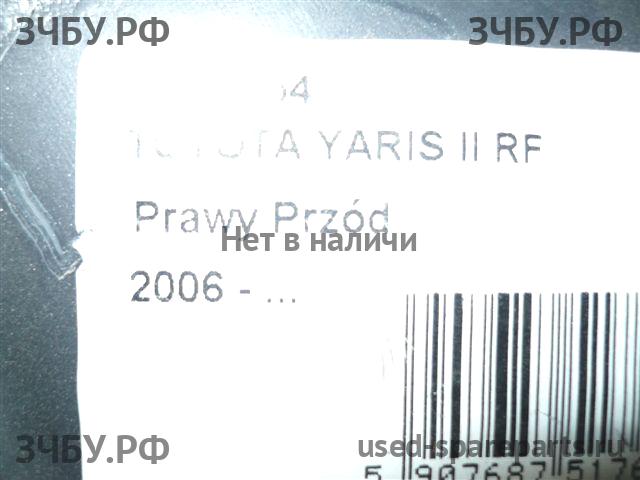 ЗЧБУ.РФ ЗЧБУ.РФ
TOYOTA YARIS II RF
Prawy Przód
Нет в наличи
2006 - ...
ЗЧБУ.РФ used-spareparts.ru
5 907687 5176